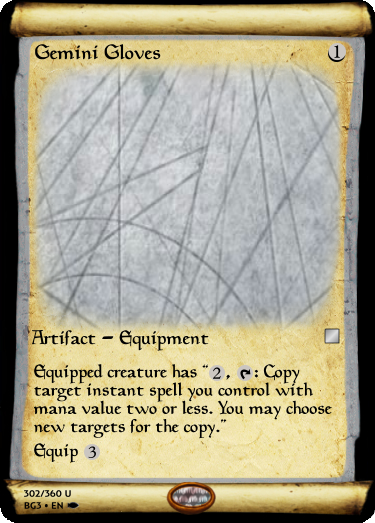 Gemini Gloves 1
Artifact – Equipment
Equipped creature has “2, : Copy
target instant spell you control with
mana value two or less. You may choose
new targets for the copy.”
Equip 3
302/360 U
BG3 • EN